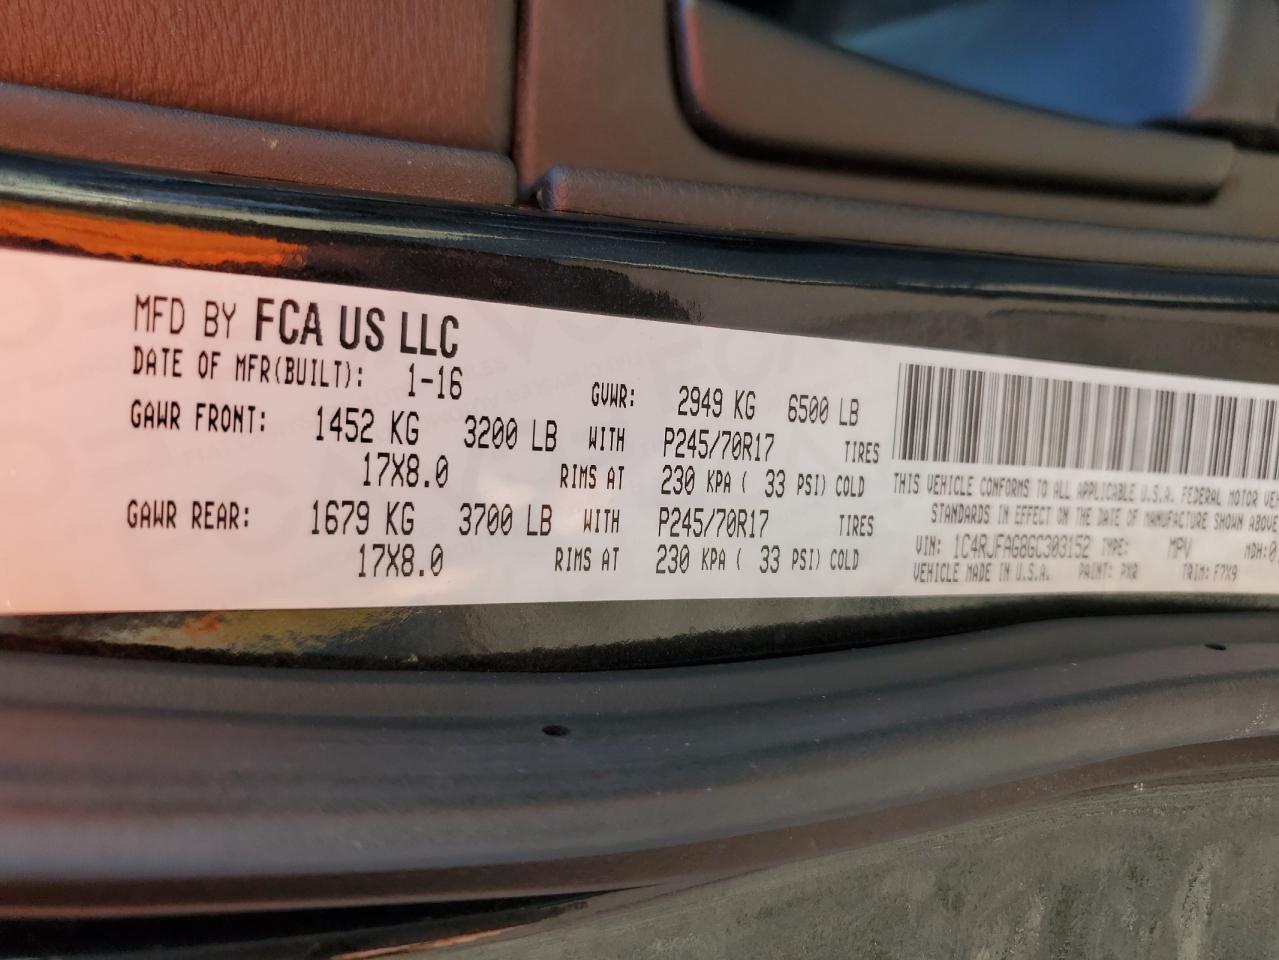 MFD BY FCA US LLC
DATE OF MFR(BUILT): 1-16
GVWR: 2949 KG 6500 LB
GAWR FRONT: 1452 KG 3200 LB WITH P245/70R17 TIRES
17X8.0 RIMS AT 230 KPA ( 33 PSI) COLD
GAWR REAR: 1679 KG 3700 LB WITH P245/70R17 TIRES
17X8.0 RIMS AT 230 KPA ( 33 PSI) COLD
THIS VEHICLE CONFORMS TO ALL APPLICABLE U.S.A. FEDERAL MOTOR VE
STANDARDS IN EFFECT ON THE DATE OF MANUFACTURE SHOWN ABOVE
VIN: 1C4RJFAG8GC303152 TYPE: MPV MDH:0
VEHICLE MADE IN U.S.A. PAINT: PXR TRIM: F7X9